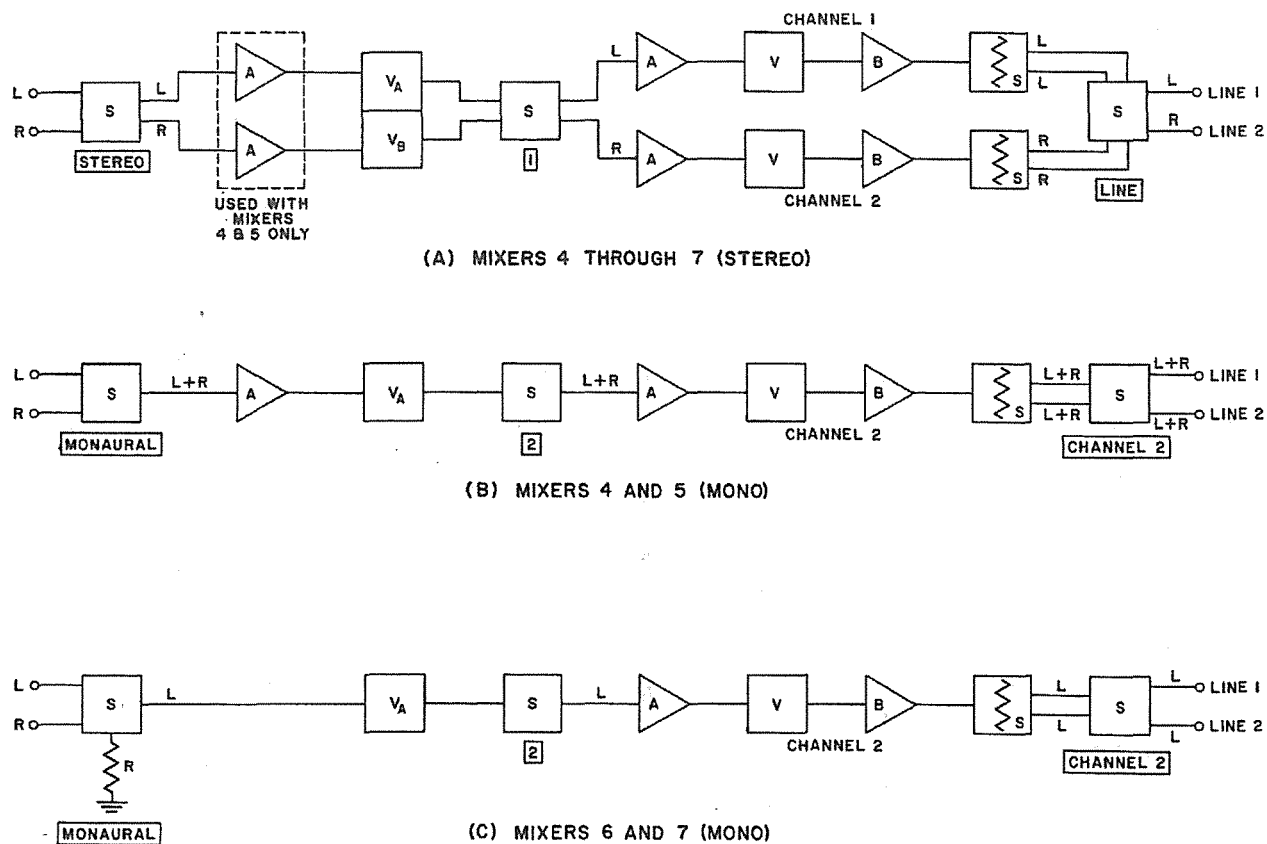 CHANNEL 1
L
R
S
STEREO
L
R
A
A
USED WITH
MIXERS
4 & 5 ONLY
VA
VB
S
1
L
R
A
A
V
V
B
B
CHANNEL 2
S
S
L
L
R
R
S
LINE
L
R
LINE 1
LINE 2
(A) MIXERS 4 THROUGH 7 (STEREO)
L
R
S
MONAURAL
L+R
A
VA
S
2
L+R
A
V
CHANNEL 2
B
S
L+R
L+R
S
CHANNEL 2
L+R
L+R
LINE 1
LINE 2
(B) MIXERS 4 AND 5 (MONO)
L
R
S
R
MONAURAL
L
VA
S
2
L
A
V
CHANNEL 2
B
S
L
L
S
CHANNEL 2
L
L
LINE 1
LINE 2
(C) MIXERS 6 AND 7 (MONO)